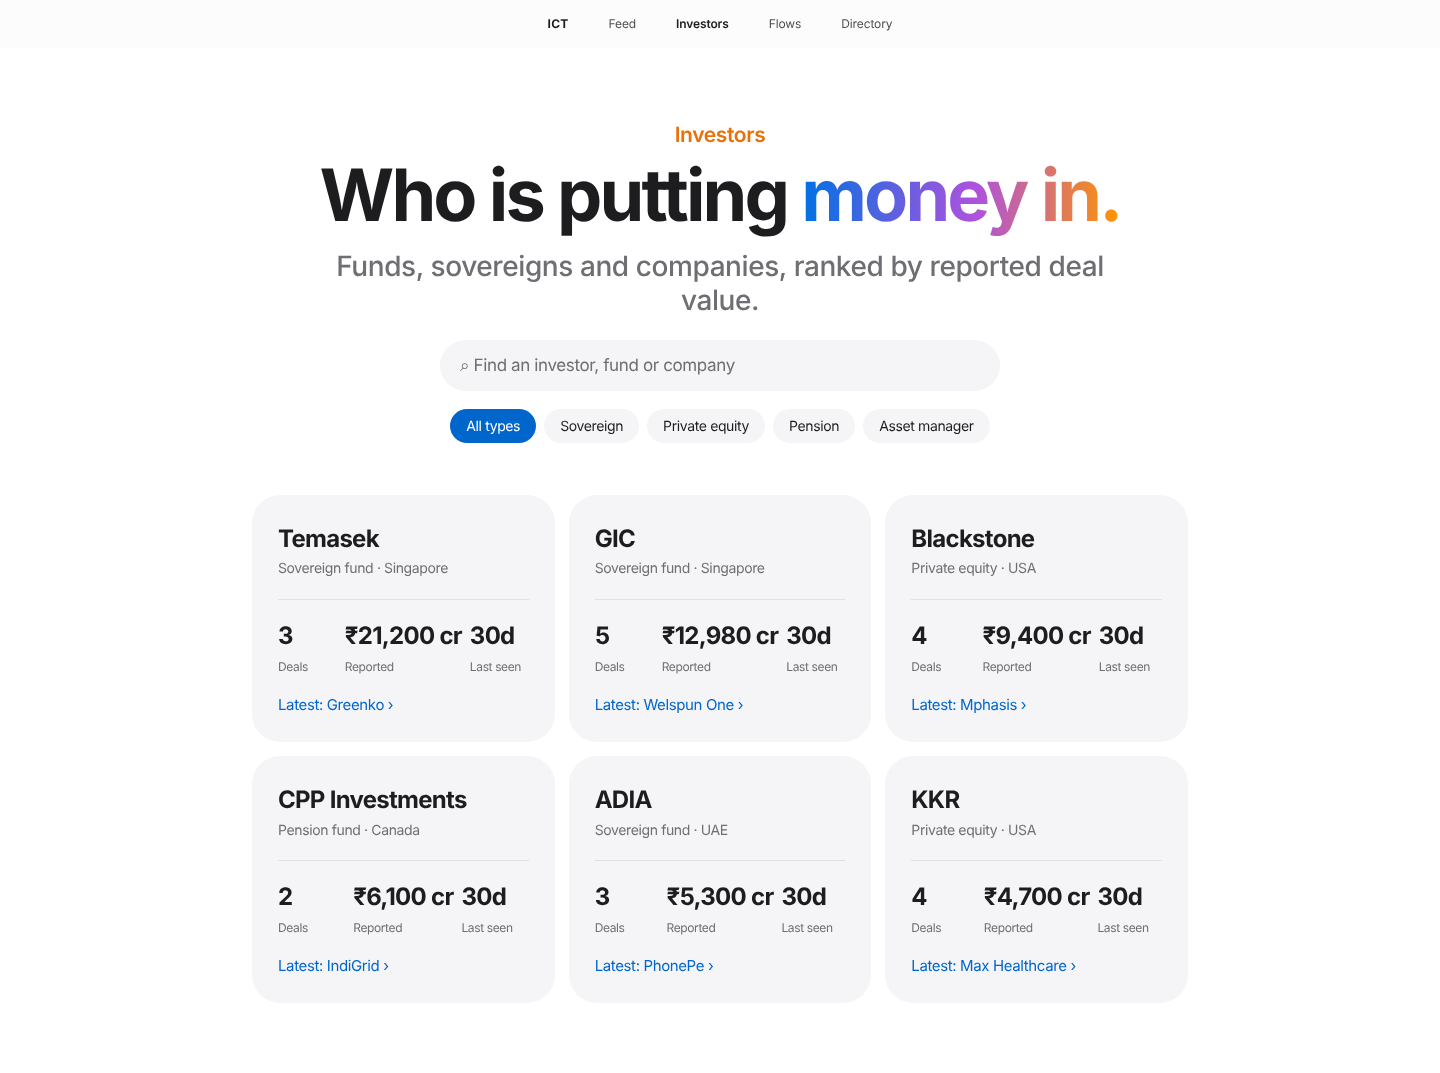 ICT Feed Investors Flows Directory
Investors
Who is putting money in.
Funds, sovereigns and companies, ranked by reported deal
value.
⌕ Find an investor, fund or company
All types Sovereign Private equity Pension Asset manager
Temasek
Sovereign fund · Singapore
3 ₹21,200 cr 30d
Deals Reported Last seen
Latest: Greenko ›
GIC
Sovereign fund · Singapore
5 ₹12,980 cr 30d
Deals Reported Last seen
Latest: Welspun One ›
Blackstone
Private equity · USA
4 ₹9,400 cr 30d
Deals Reported Last seen
Latest: Mphasis ›
CPP Investments
Pension fund · Canada
2 ₹6,100 cr 30d
Deals Reported Last seen
Latest: IndiGrid ›
ADIA
Sovereign fund · UAE
3 ₹5,300 cr 30d
Deals Reported Last seen
Latest: PhonePe ›
KKR
Private equity · USA
4 ₹4,700 cr 30d
Deals Reported Last seen
Latest: Max Healthcare ›